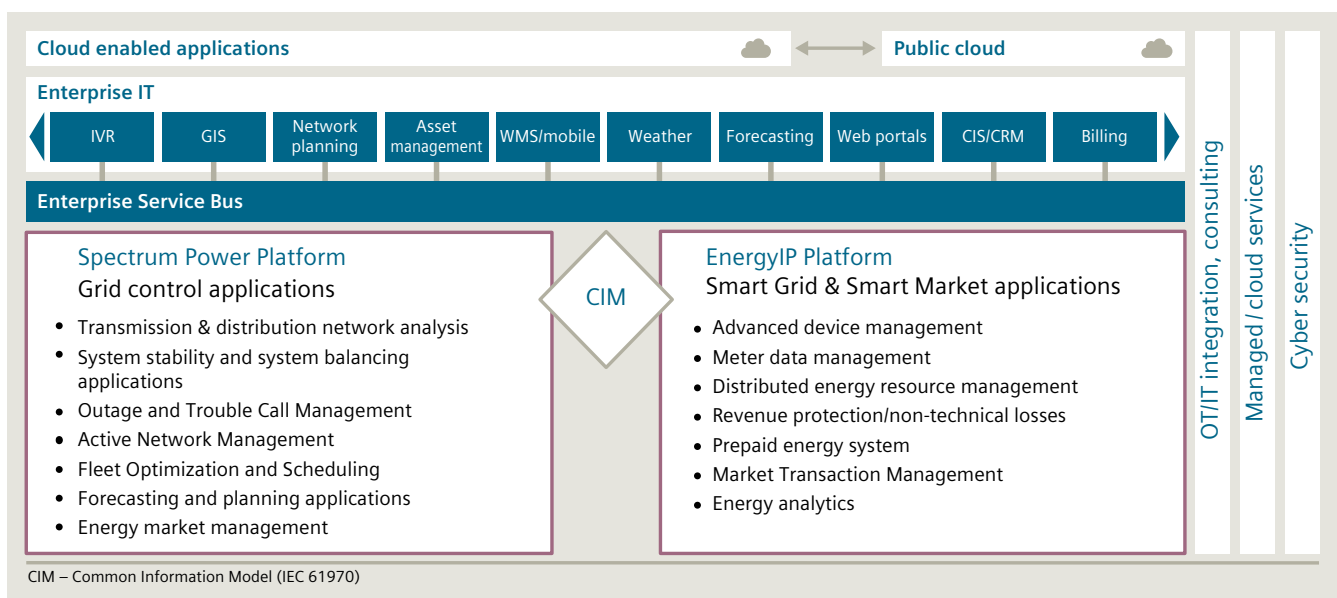 Cloud enabled applications
Public cloud
Enterprise IT
IVR
GIS
Network
planning
Asset
management
WMS/mobile
Weather
Forecasting
Web portals
CIS/CRM
Billing
Enterprise Service Bus
Spectrum Power Platform
Grid control applications
• Transmission & distribution network analysis
• System stability and system balancing
applications
• Outage and Trouble Call Management
• Active Network Management
• Fleet Optimization and Scheduling
• Forecasting and planning applications
• Energy market management
CIM
EnergyIP Platform
Smart Grid & Smart Market applications
• Advanced device management
• Meter data management
• Distributed energy resource management
• Revenue protection/non-technical losses
• Prepaid energy system
• Market Transaction Management
• Energy analytics
OT/IT integration, consulting
Managed / cloud services
Cyber security
CIM – Common Information Model (IEC 61970)